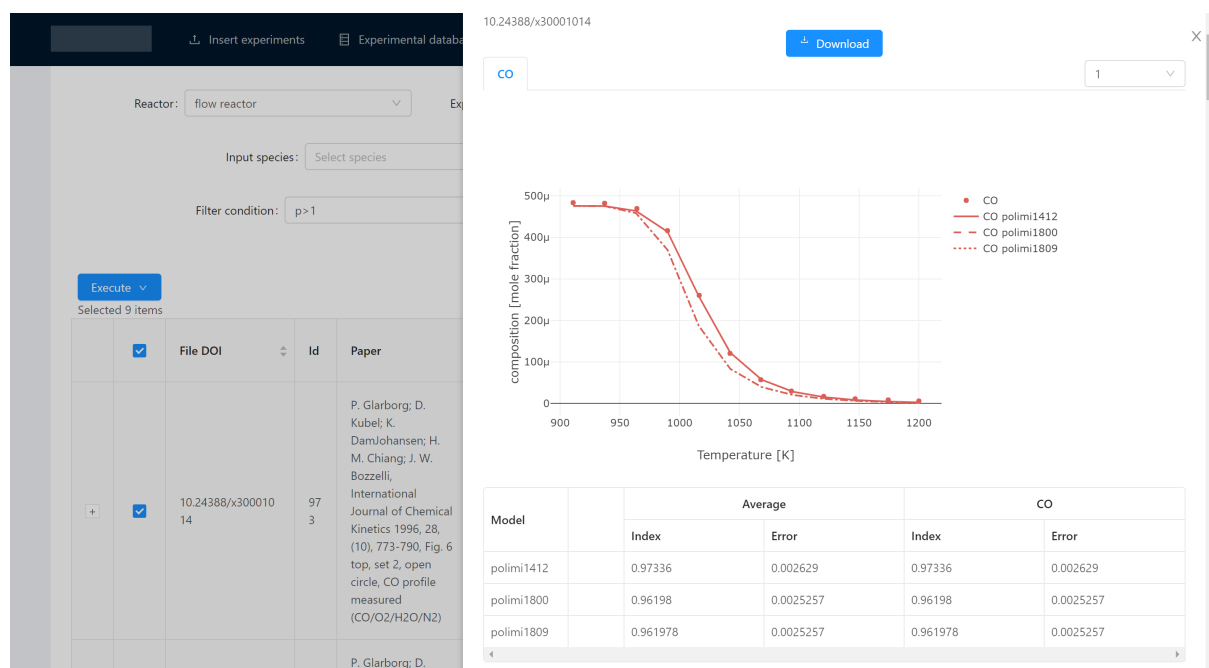 Insert experiments
Experimental databa
Reactor:
flow reactor
Ex
Input species:
Select species
Filter condition:
p>1
Execute
Selected 9 items
File DOI
Id
Paper
+
10.24388/x300010
14
97
3
P. Glarborg; D.
Kubel; K.
DamJohansen; H.
M. Chiang; J. W.
Bozzelli,
International
Journal of Chemical
Kinetics 1996, 28,
(10), 773-790, Fig. 6
top, set 2, open
circle, CO profile
measured
(CO/O2/H2O/N2)
P. Glarborg; D.
10.24388/x30001014
Download
X
CO
1
500μ
400μ
300μ
200μ
100μ
0
composition [mole fraction]
900 950 1000 1050 1100 1150 1200
Temperature [K]
CO
CO polimi1412
CO polimi1800
CO polimi1809
Model Average CO
Index Error Index Error
polimi1412 0.97336 0.002629 0.97336 0.002629
polimi1800 0.96198 0.0025257 0.96198 0.0025257
polimi1809 0.961978 0.0025257 0.961978 0.0025257